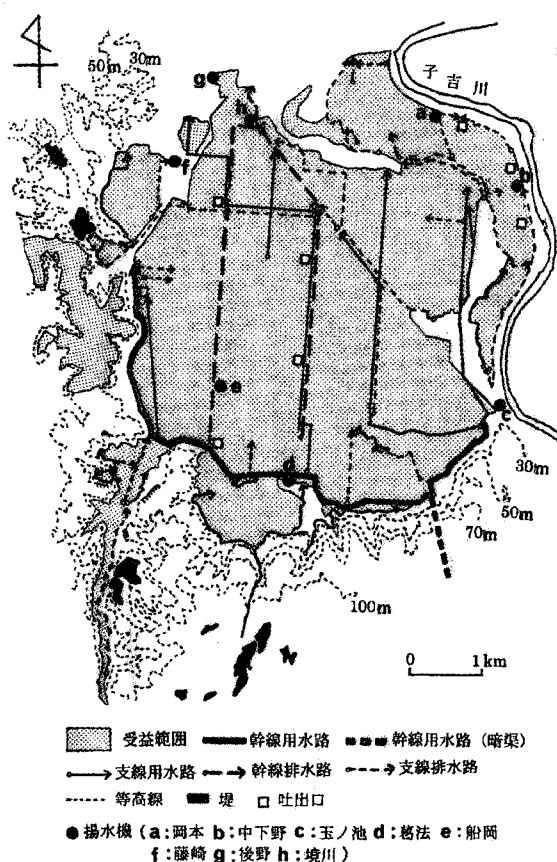 50m
30m
子吉川
g
h
i
a
f
b
e
c
d
30m
50m
70m
100m
0 1km
受益範囲 幹線用水路 幹線用水路(暗渠)
支線用水路 幹線排水路 支線排水路
等高線 堤 吐出口
揚水機(a:岡本 b:中下野 c:玉ノ池 d:葛法 e:船岡
f:藤崎 g:後野 h:境川)